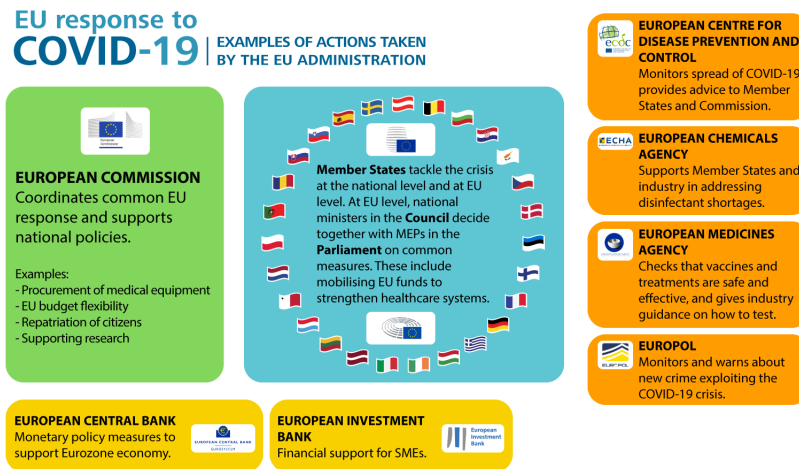 EU response to
COVID-19
EXAMPLES OF ACTIONS TAKEN
BY THE EU ADMINISTRATION
European
Commission
EUROPEAN COMMISSION
Coordinates common EU
response and supports
national policies.
Examples:
- Procurement of medical equipment
- EU budget flexibility
- Repatriation of citizens
- Supporting research
Member States tackle the crisis
at the national level and at EU
level. At EU level, national
ministers in the Council decide
together with MEPs in the
Parliament on common
measures. These include
mobilising EU funds to
strengthen healthcare systems.
ecdc
EUROPEAN CENTRE FOR
DISEASE PREVENTION AND
CONTROL
Monitors spread of COVID-19
provides advice to Member
States and Commission.
ECHA
EUROPEAN CHEMICALS
AGENCY
Supports Member States and
industry in addressing
disinfectant shortages.
EUROPEAN MEDICINES
AGENCY
Checks that vaccines and
treatments are safe and
effective, and gives industry
guidance on how to test.
EUROPOL
EUROPOL
Monitors and warns about
new crime exploiting the
COVID-19 crisis.
EUROPEAN CENTRAL BANK
Monetary policy measures to
support Eurozone economy.
EUROPEAN CENTRAL BANK
EUROSYSTEM
EUROPEAN INVESTMENT
BANK
Financial support for SMEs.
European
Investment
Bank